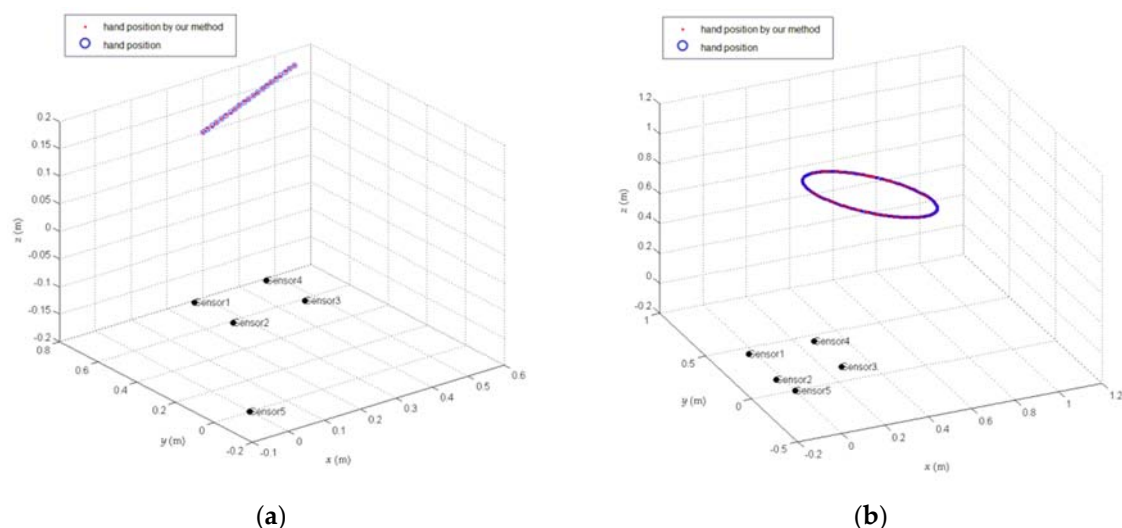 hand position by our method
hand position
0.2
0.15
0.1
0.05
0
-0.05
-0.1
-0.15
-0.2
z (m)
0.8
0.6
0.4
0.2
0
-0.2
y (m)
-0.1
0
0.1
0.2
0.3
0.4
0.5
0.6
x (m)
Sensor4
Sensor1
Sensor3
Sensor2
Sensor5
(a)
hand position by our method
hand position
1.2
1
0.8
0.6
0.4
0.2
0
-0.2
z (m)
1
0.5
0
-0.5
y (m)
-0.2
0
0.2
0.4
0.6
0.8
1
1.2
x (m)
Sensor4
Sensor1
Sensor3
Sensor2
Sensor5
(b)